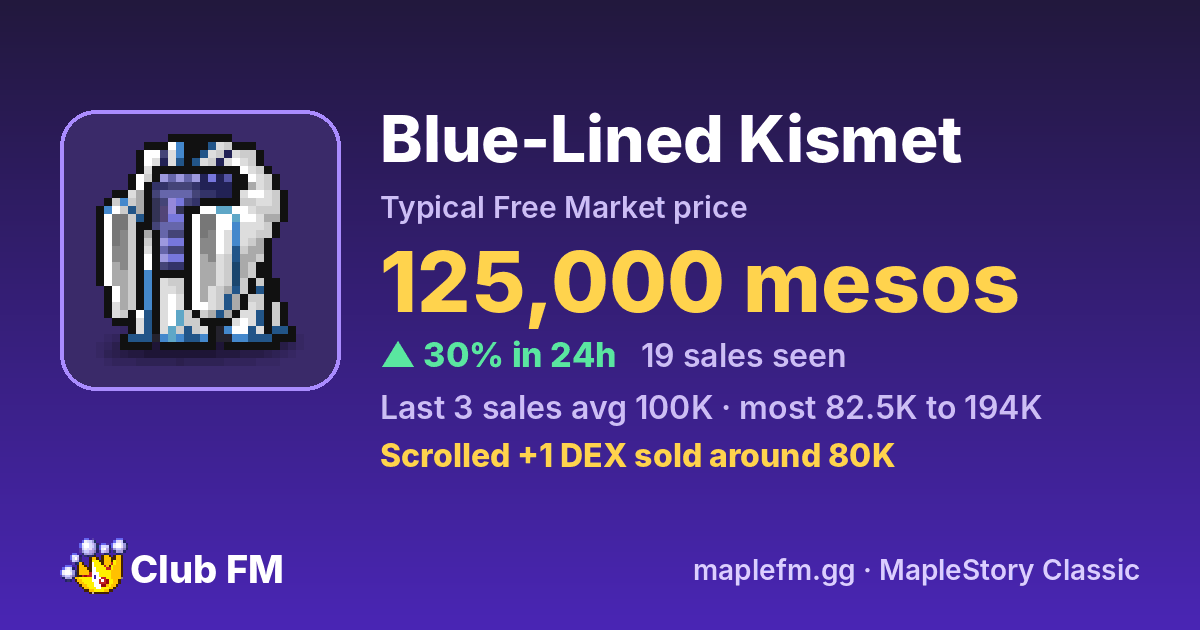 Blue-Lined Kismet
Typical Free Market price
125,000 mesos
▲ 30% in 24h 19 sales seen
Last 3 sales avg 100K · most 82.5K to 194K
Scrolled +1 DEX sold around 80K
Club FM
maplefm.gg · MapleStory Classic